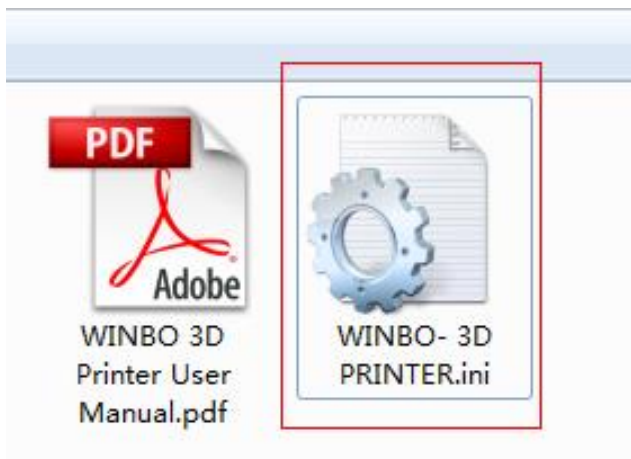 PDF
Adobe
WINBO 3D
Printer User
Manual.pdf
WINBO- 3D
PRINTER.ini